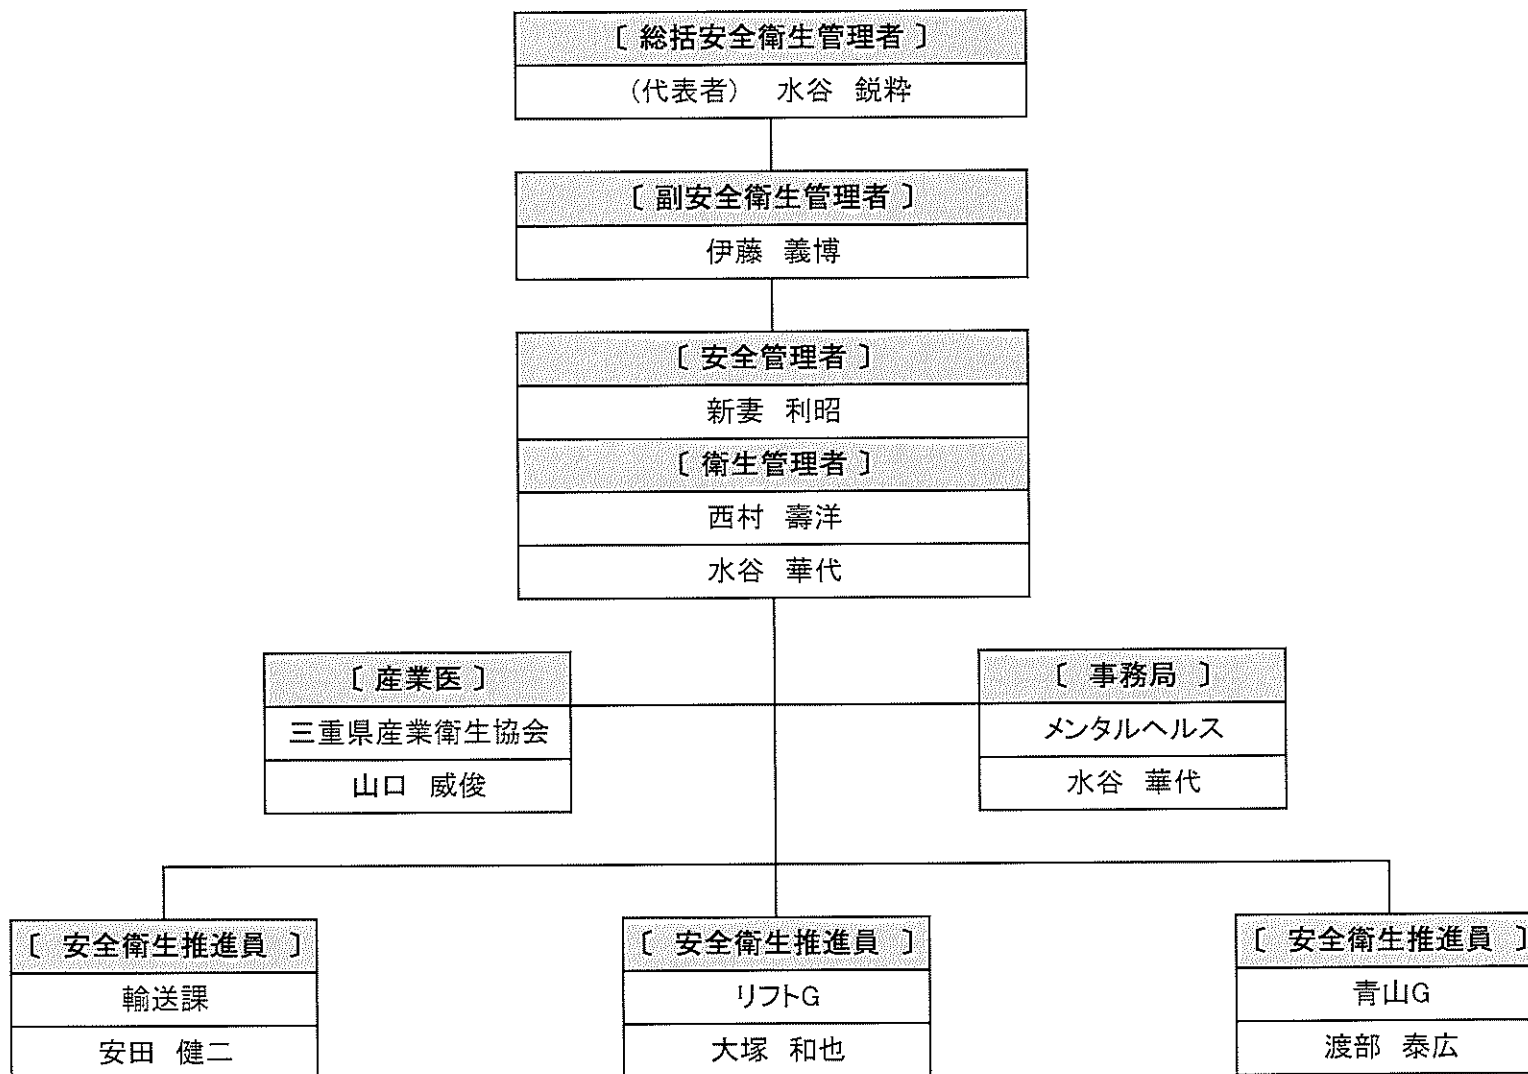 〔 総括安全衛生管理者 〕
(代表者) 水谷 鋭粋
〔 副安全衛生管理者 〕
伊藤 義博
〔 安全管理者 〕
新妻 利昭
〔 衛生管理者 〕
西村 壽洋
水谷 華代
〔 産業医 〕
三重県産業衛生協会
山口 威俊
〔 事務局 〕
メンタルヘルス
水谷 華代
〔 安全衛生推進員 〕
輸送課
安田 健二
〔 安全衛生推進員 〕
リフトG
大塚 和也
〔 安全衛生推進員 〕
青山G
渡部 泰広